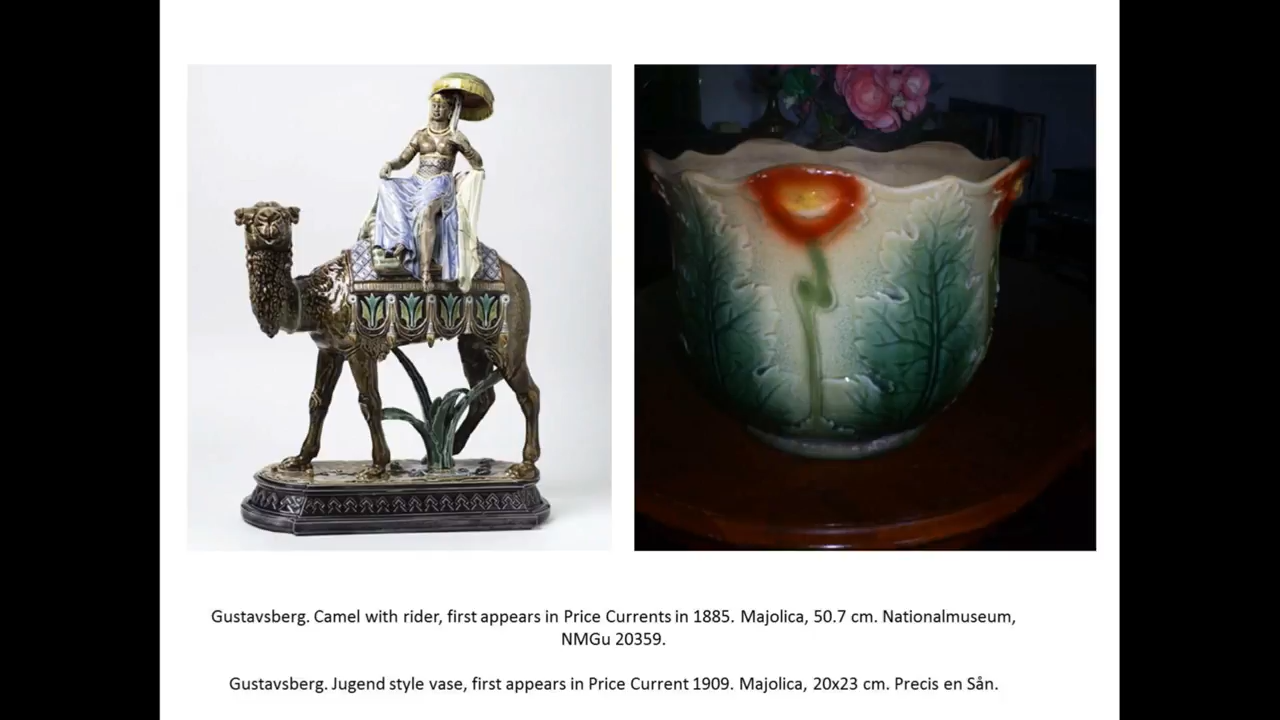 Gustavsberg. Camel with rider, first appears in Price Currents in 1885. Majolica, 50.7 cm. Nationalmuseum,
NMGu 20359.
Gustavsberg. Jugend style vase, first appears in Price Current 1909. Majolica, 20x23 cm. Precis en Sån.